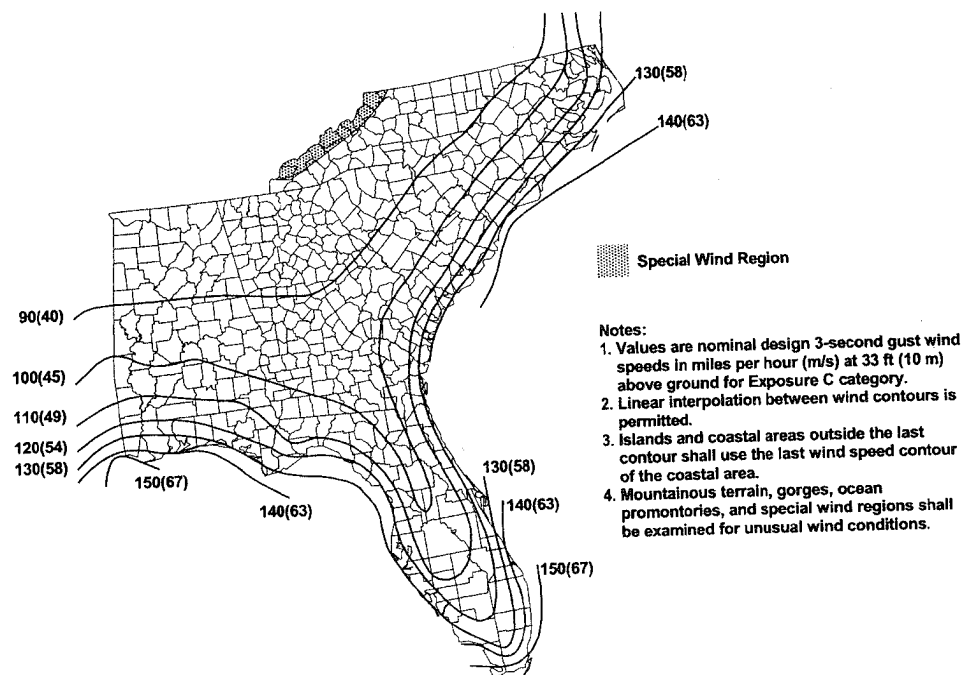 130(58)
140(63)
Special Wind Region
90(40)
100(45)
110(49)
120(54)
130(58)
150(67)
140(63)
130(58)
140(63)
150(67)
Notes:
1. Values are nominal design 3-second gust wind
speeds in miles per hour (m/s) at 33 ft (10 m)
above ground for Exposure C category.
2. Linear interpolation between wind contours is
permitted.
3. Islands and coastal areas outside the last
contour shall use the last wind speed contour
of the coastal area.
4. Mountainous terrain, gorges, ocean
promontories, and special wind regions shall
be examined for unusual wind conditions.